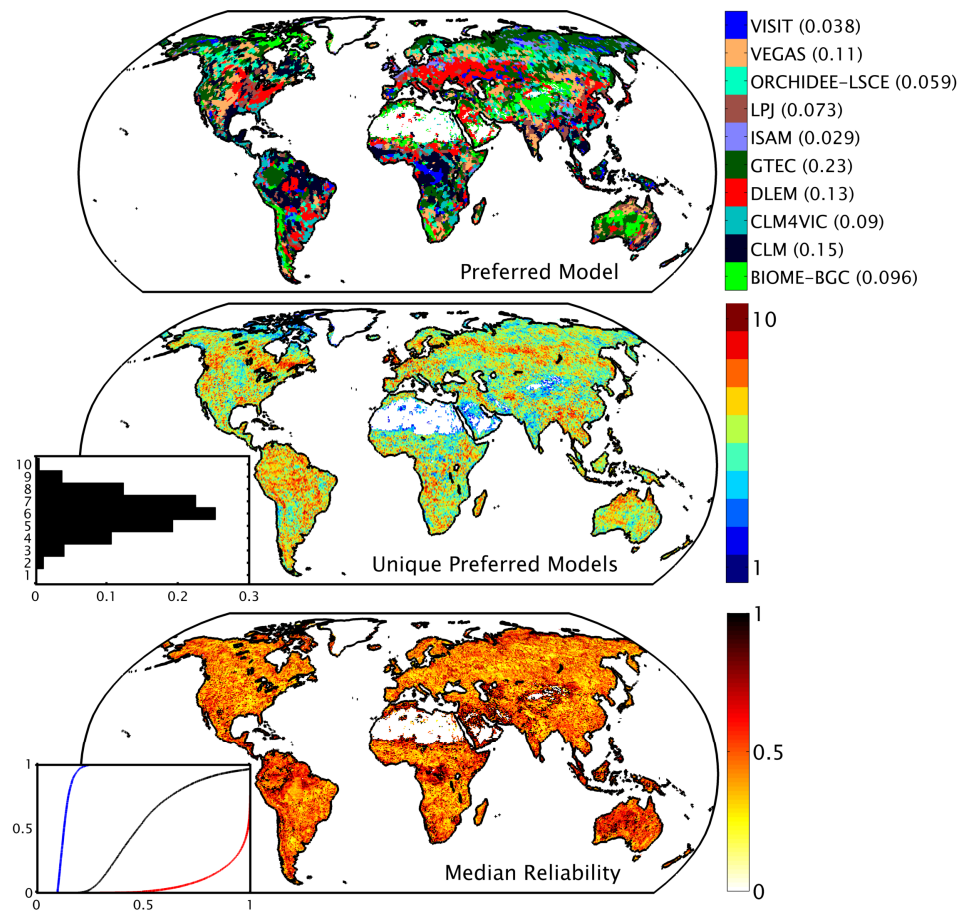 VISIT (0.038)
VEGAS (0.11)
ORCHIDEE-LSCE (0.059)
LPJ (0.073)
ISAM (0.029)
GTEC (0.23)
DLEM (0.13)
CLM4VIC (0.09)
CLM (0.15)
BIOME-BGC (0.096)
Preferred Model
10
1
10
9
8
7
6
5
4
3
2
1
0 0.1 0.2 0.3
Unique Preferred Models
1
0.5
0
1
0.5
0
0.5 1
Median Reliability